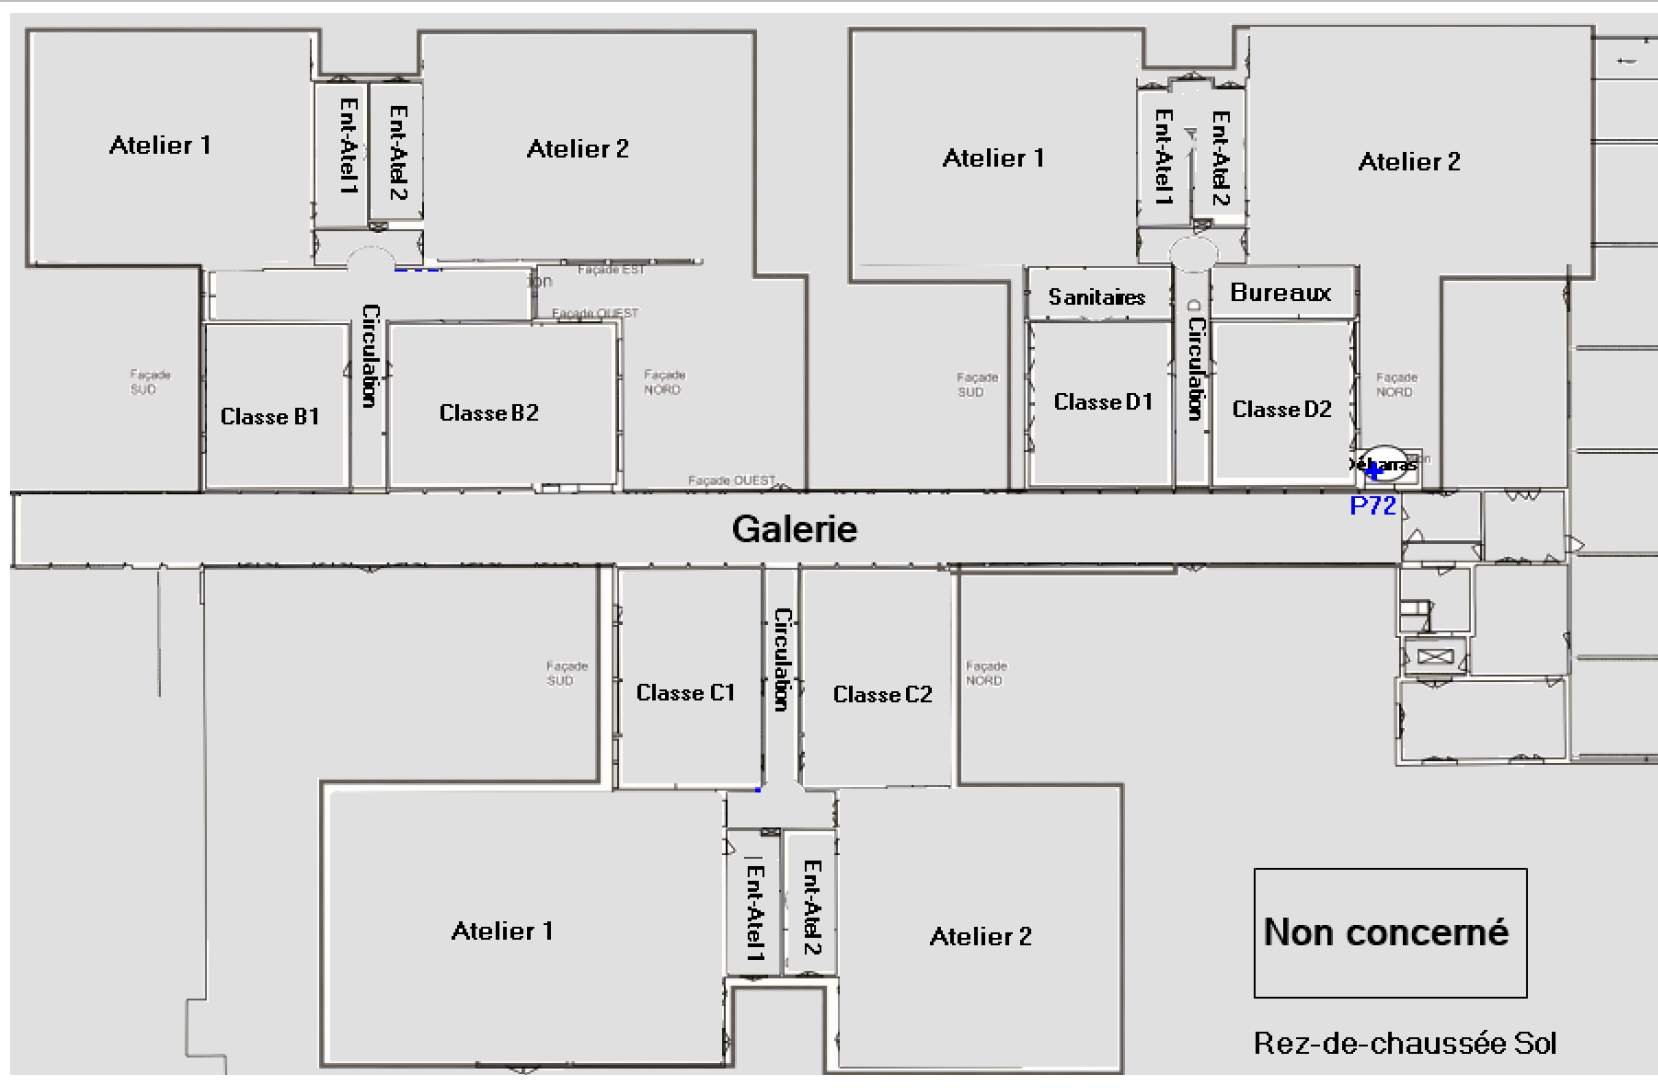 Atelier 1
Ent-Atel 1
Ent-Atel 2
Atelier 2
Atelier 1
Ent-Atel 1
Ent-Atel 2
Atelier 2
Façade EST
Façade OUEST
Circulation
Façade
SUD
Classe B1
Classe B2
Façade
NORD
Sanitaires
Bureaux
Circulation
Façade
SUD
Classe D1
Classe D2
Façade
NORD
Débarras
P72
Façade OUEST
Galerie
Façade
SUD
Classe C1
Circulation
Classe C2
Façade
NORD
Atelier 1
Ent-Atel 1
Ent-Atel 2
Atelier 2
Non concerné
Rez-de-chaussée Sol